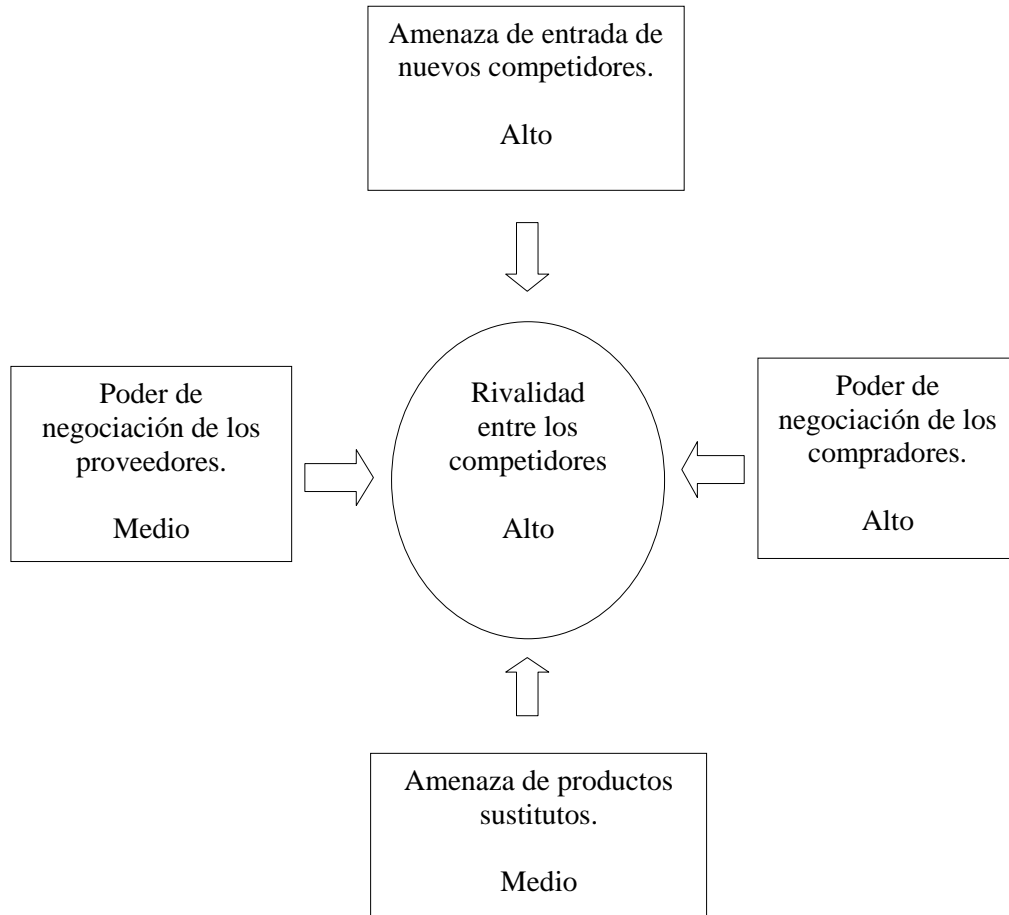 Amenaza de entrada de
nuevos competidores.
Alto
Poder de
negociación de los
proveedores.
Medio
Rivalidad
entre los
competidores
Alto
Poder de
negociación de los
compradores.
Alto
Amenaza de productos
sustitutos.
Medio